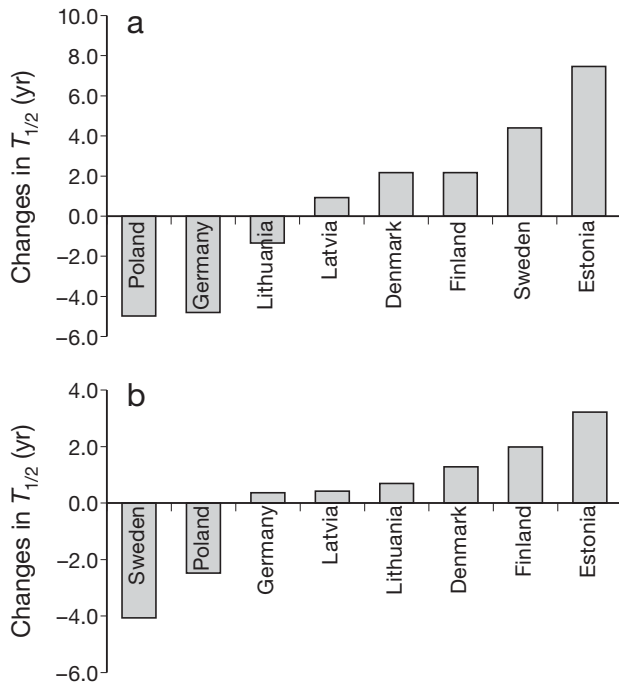 a
Changes in T1/2 (yr)
10.0
8.0
6.0
4.0
2.0
0.0
−2.0
−4.0
−6.0
Poland
Germany
Lithuania
Latvia
Denmark
Finland
Sweden
Estonia
b
Changes in T1/2 (yr)
4.0
2.0
0.0
−2.0
−4.0
−6.0
Sweden
Poland
Germany
Latvia
Lithuania
Denmark
Finland
Estonia